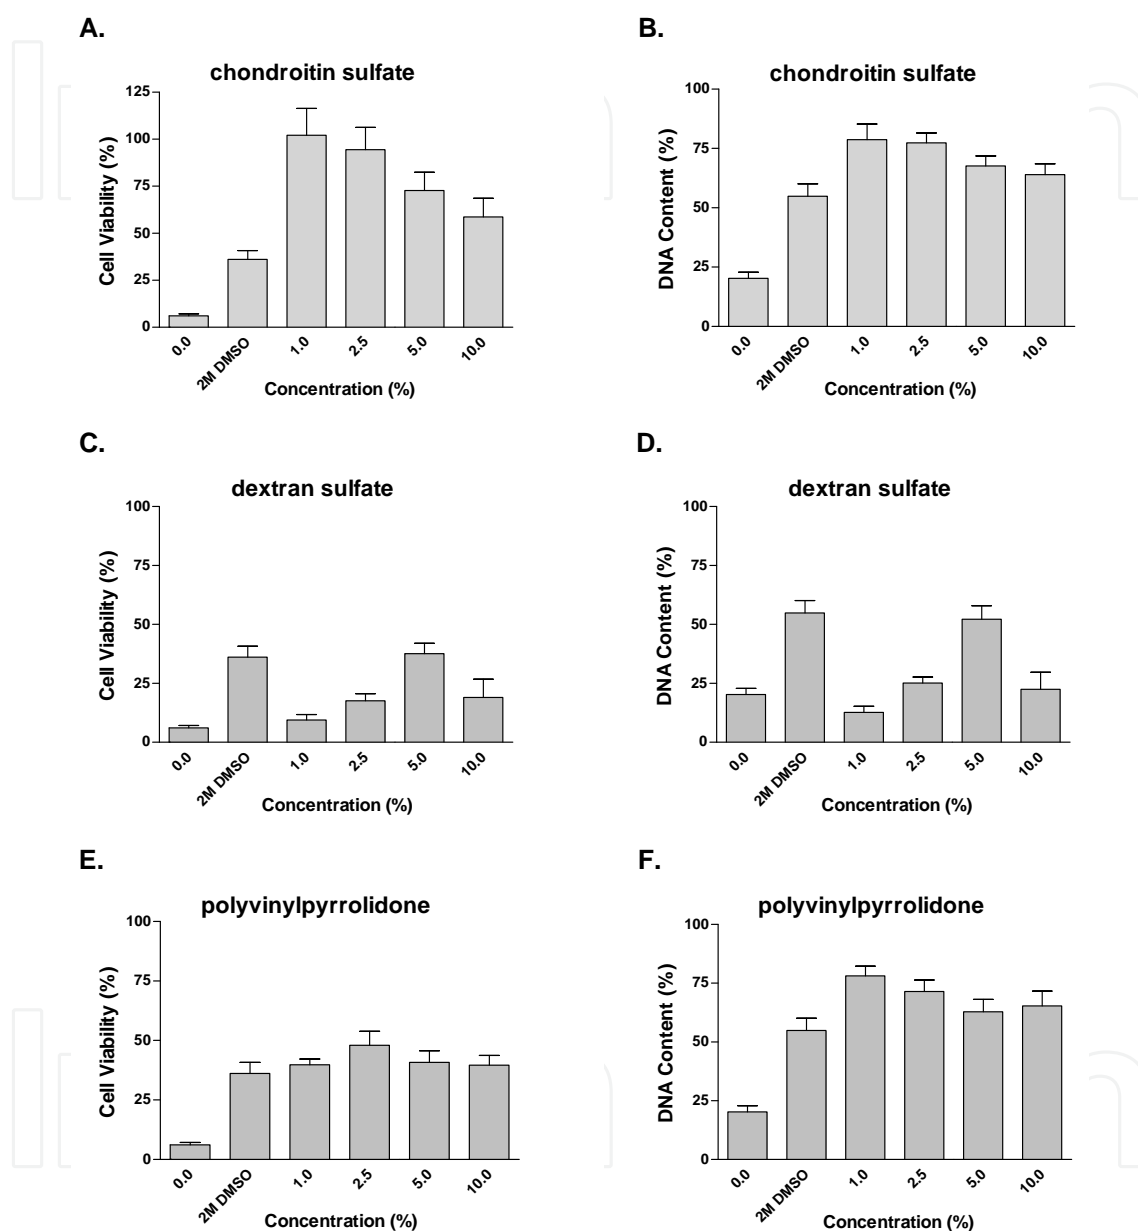 A.
chondroitin sulfate
Cell Viability (%)
125
100
75
50
25
0
0.0 2M DMSO 1.0 2.5 5.0 10.0
Concentration (%)
B.
chondroitin sulfate
DNA Content (%)
100
75
50
25
0
0.0 2M DMSO 1.0 2.5 5.0 10.0
Concentration (%)
C.
dextran sulfate
Cell Viability (%)
100
75
50
25
0
0.0 2M DMSO 1.0 2.5 5.0 10.0
Concentration (%)
D.
dextran sulfate
DNA Content (%)
100
75
50
25
0
0.0 2M DMSO 1.0 2.5 5.0 10.0
Concentration (%)
E.
polyvinylpyrrolidone
Cell Viability (%)
100
75
50
25
0
0.0 2M DMSO 1.0 2.5 5.0 10.0
Concentration (%)
F.
polyvinylpyrrolidone
DNA Content (%)
100
75
50
25
0
0.0 2M DMSO 1.0 2.5 5.0 10.0
Concentration (%)